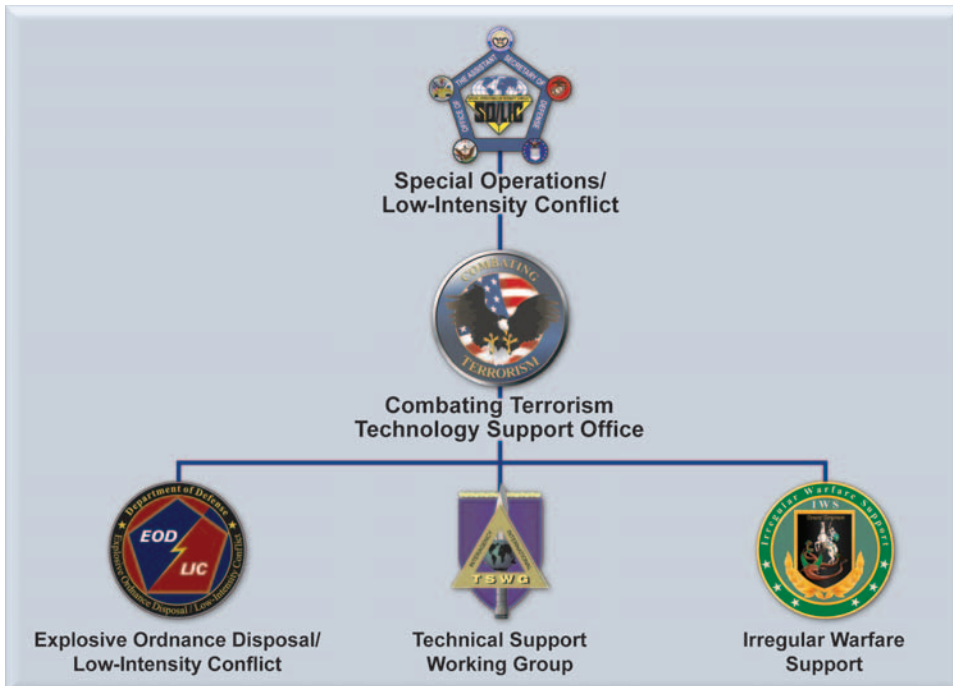 OFFICE OF THE ASSISTANT SECRETARY OF DEFENSE
SO/LIC
Special Operations/
Low-Intensity Conflict
COMBATING
TERRORISM
Combating Terrorism
Technology Support Office
Department of Defense
EOD
LIC
Explosive Ordnance Disposal / Low-Intensity Conflict
TSWG
Irregular Warfare Support
IWS
Explosive Ordnance Disposal/
Low-Intensity Conflict
Technical Support
Working Group
Irregular Warfare
Support